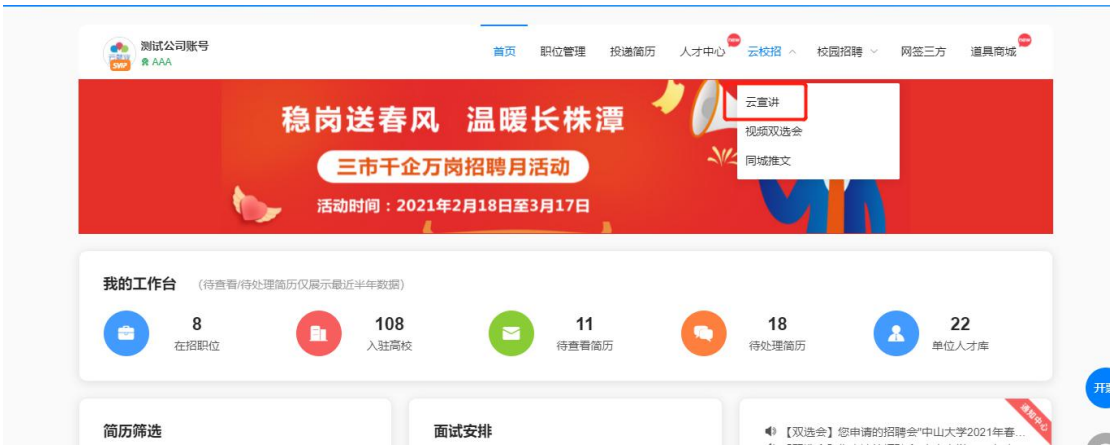 测试公司账号
AAA
SVIP
首页 职位管理 投递简历 人才中心 云校招 校园招聘 网签三方 道具商城
云宣讲
视频双选会
同城推文
稳岗送春风 温暖长株潭
三市千企万岗招聘月活动
活动时间：2021年2月18日至3月17日
我的工作台 （待查看/待处理简历仅展示最近半年数据）
8 108 11 18 22
在招职位 入驻高校 待查看简历 待处理简历 单位人才库
简历筛选 面试安排
【双选会】您申请的招聘会"中山大学2021年春...
通知中心